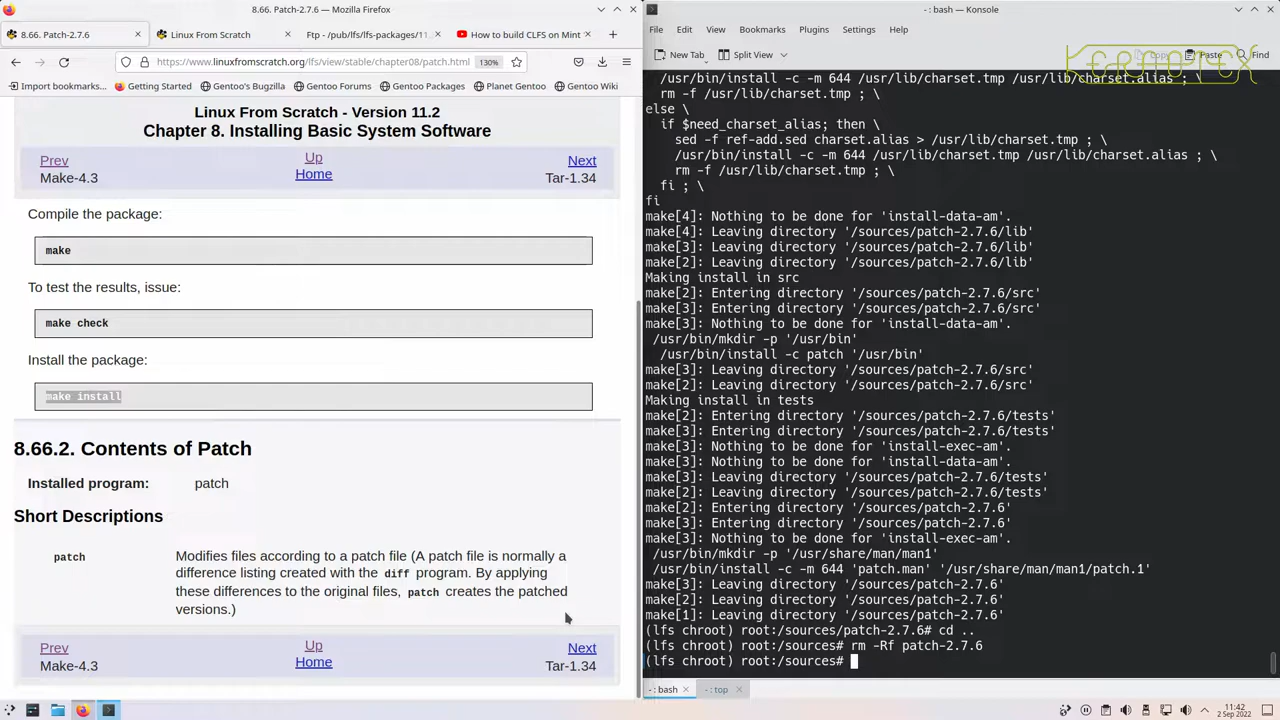 8.66. Patch-2.7.6 — Mozilla Firefox
8.66. Patch-2.7.6
Linux From Scratch
Ftp - /pub/lfs/lfs-packages/11.
How to build CLFS on Mint
https://www.linuxfromscratch.org/lfs/view/stable/chapter08/patch.html
Import bookmarks...
Getting Started
Gentoo's Bugzilla
Gentoo Forums
Gentoo Packages
Planet Gentoo
Gentoo Wiki
Linux From Scratch - Version 11.2
Chapter 8. Installing Basic System Software
Prev
Up
Next
Make-4.3
Home
Tar-1.34
Compile the package:
make
To test the results, issue:
make check
Install the package:
make install
8.66.2. Contents of Patch
Installed program: patch
Short Descriptions
patch
Modifies files according to a patch file (A patch file is normally a
difference listing created with the diff program. By applying
these differences to the original files, patch creates the patched
versions.)
Prev
Up
Next
Make-4.3
Home
Tar-1.34
- : bash — Konsole
File Edit View Bookmarks Plugins Settings Help
New Tab
Split View
Paste
Find
KERNOTEX
/usr/bin/install -c -m 644 /usr/lib/charset.tmp /usr/lib/charset.alias ; \
rm -f /usr/lib/charset.tmp ; \
else \
if $need_charset_alias; then \
sed -f ref-add.sed charset.alias > /usr/lib/charset.tmp ; \
/usr/bin/install -c -m 644 /usr/lib/charset.tmp /usr/lib/charset.alias ; \
rm -f /usr/lib/charset.tmp ; \
fi ; \
fi
make[4]: Nothing to be done for 'install-data-am'.
make[4]: Leaving directory '/sources/patch-2.7.6/lib'
make[3]: Leaving directory '/sources/patch-2.7.6/lib'
make[2]: Leaving directory '/sources/patch-2.7.6/lib'
Making install in src
make[2]: Entering directory '/sources/patch-2.7.6/src'
make[3]: Entering directory '/sources/patch-2.7.6/src'
make[3]: Nothing to be done for 'install-data-am'.
/usr/bin/mkdir -p '/usr/bin'
/usr/bin/install -c patch '/usr/bin'
make[3]: Leaving directory '/sources/patch-2.7.6/src'
make[2]: Leaving directory '/sources/patch-2.7.6/src'
Making install in tests
make[2]: Entering directory '/sources/patch-2.7.6/tests'
make[3]: Entering directory '/sources/patch-2.7.6/tests'
make[3]: Nothing to be done for 'install-exec-am'.
make[3]: Nothing to be done for 'install-data-am'.
make[3]: Leaving directory '/sources/patch-2.7.6/tests'
make[2]: Leaving directory '/sources/patch-2.7.6/tests'
make[2]: Entering directory '/sources/patch-2.7.6'
make[3]: Entering directory '/sources/patch-2.7.6'
make[3]: Nothing to be done for 'install-exec-am'.
/usr/bin/mkdir -p '/usr/share/man/man1'
/usr/bin/install -c -m 644 'patch.man' '/usr/share/man/man1/patch.1'
make[3]: Leaving directory '/sources/patch-2.7.6'
make[2]: Leaving directory '/sources/patch-2.7.6'
make[1]: Leaving directory '/sources/patch-2.7.6'
(lfs chroot) root:/sources/patch-2.7.6# cd ..
(lfs chroot) root:/sources# rm -Rf patch-2.7.6
(lfs chroot) root:/sources#
- : bash
- : top
11:42
2 Sep 2022